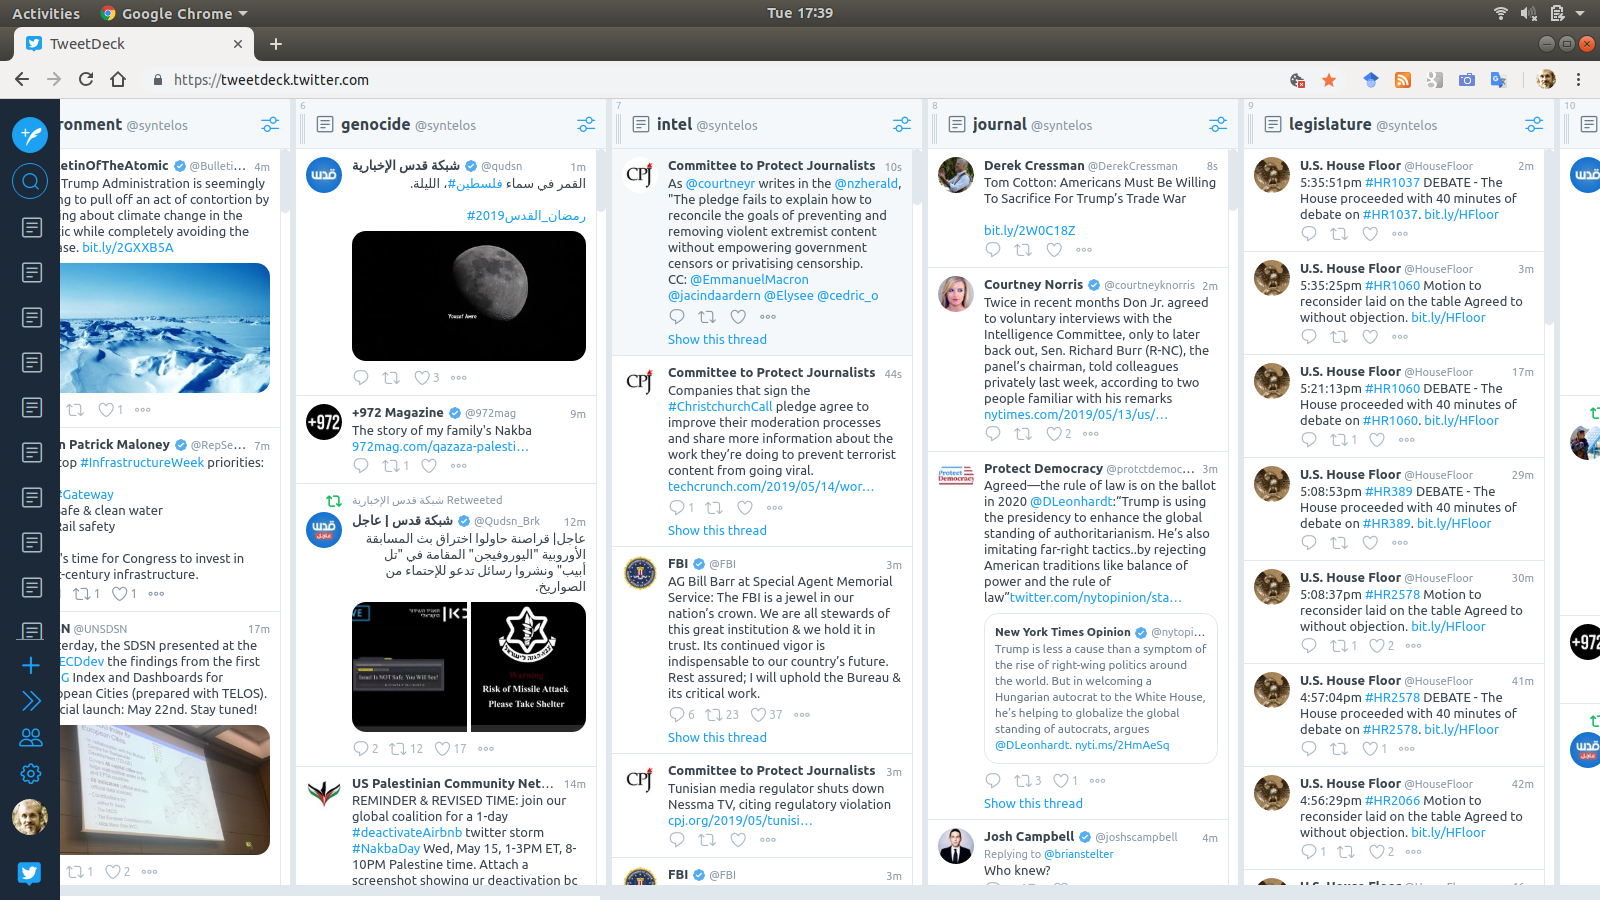 Activities
Google Chrome
Tue 17:39
TweetDeck
https://tweetdeck.twitter.com
ronment @syntelos
letinOfTheAtomic @Bulleti... 4m
Trump Administration is seemingly
ng to pull off an act of contortion by
ing about climate change in the
tic while completely avoiding the
ase. bit.ly/2GXXB5A
1
n Patrick Maloney @RepSe... 7m
top #InfrastructureWeek priorities:
#Gateway
afe & clean water
ail safety
's time for Congress to invest in
t-century infrastructure.
1 1
N @UNSDSN 17m
terday, the SDSN presented at the
ECDdev the findings from the first
G Index and Dashboards for
opean Cities (prepared with TELOS).
cial launch: May 22nd. Stay tuned!
European Cities
1 2
6
genocide @syntelos
شبكة قدس الإخبارية @qudsn 1m
القمر في سماء #فلسطين، الليلة.
#رمضان_القدس2019
Yousef Amro
3
+972
+972 Magazine @972mag 9m
The story of my family's Nakba
972mag.com/qazaza-palesti...
1
شبكة قدس الإخبارية Retweeted
شبكة قدس | عاجل @Qudsn_Brk 12m
عاجل| قراصنة حاولوا اختراق بث المسابقة
الأوروبية "اليوروفيجن" المقامة في "تل
أبيب" ونشروا رسائل تدعو للإحتماء من
الصواريخ.
Israel Is NOT Safe. You Will See!
Warning
Risk of Missile Attack
Please Take Shelter
2 12 17
US Palestinian Community Net... 14m
REMINDER & REVISED TIME: join our
global coalition for a 1-day
#deactivateAirbnb twitter storm
#NakbaDay Wed, May 15, 1-3PM ET, 8-
10PM Palestine time. Attach a
screenshot showing ur deactivation bc
7
intel @syntelos
CPJ
Committee to Protect Journalists 10s
As @courtneyr writes in the @nzherald,
"The pledge fails to explain how to
reconcile the goals of preventing and
removing violent extremist content
without empowering government
censors or privatising censorship.
CC: @EmmanuelMacron
@jacindaardern @Elysee @cedric_o
Show this thread
CPJ
Committee to Protect Journalists 44s
Companies that sign the
#ChristchurchCall pledge agree to
improve their moderation processes
and share more information about the
work they're doing to prevent terrorist
content from going viral.
techcrunch.com/2019/05/14/wor...
1
Show this thread
FBI @FBI 3m
AG Bill Barr at Special Agent Memorial
Service: The FBI is a jewel in our
nation's crown. We are all stewards of
this great institution & we hold it in
trust. Its continued vigor is
indispensable to our country's future.
Rest assured; I will uphold the Bureau &
its critical work.
6 23 37
Show this thread
CPJ
Committee to Protect Journalists 3m
Tunisian media regulator shuts down
Nessma TV, citing regulatory violation
cpj.org/2019/05/tunisi...
FBI @FBI 3m
8
journal @syntelos
Derek Cressman @DerekCressman 8s
Tom Cotton: Americans Must Be Willing
To Sacrifice For Trump's Trade War
bit.ly/2W0C18Z
Courtney Norris @courtneyknorris 2m
Twice in recent months Don Jr. agreed
to voluntary interviews with the
Intelligence Committee, only to later
back out, Sen. Richard Burr (R-NC), the
panel's chairman, told colleagues
privately last week, according to two
people familiar with his remarks
nytimes.com/2019/05/13/us/...
2
Protect Democracy
Protect Democracy @protctdemoc... 3m
Agreed—the rule of law is on the ballot
in 2020 @DLeonhardt:"Trump is using
the presidency to enhance the global
standing of authoritarianism. He's also
imitating far-right tactics..by rejecting
American traditions like balance of
power and the rule of
law"twitter.com/nytopinion/sta...
New York Times Opinion @nytopi...
Trump is less a cause than a symptom of
the rise of right-wing politics around
the world. But in welcoming a
Hungarian autocrat to the White House,
he's helping to globalize the global
standing of autocrats, argues
@DLeonhardt. nyti.ms/2HmAeSq
3 1
Show this thread
Josh Campbell @joshscampbell 4m
Replying to @brianstelter
Who knew?
9
legislature @syntelos
U.S. House Floor @HouseFloor 2m
5:35:51pm #HR1037 DEBATE - The
House proceeded with 40 minutes of
debate on #HR1037. bit.ly/HFloor
U.S. House Floor @HouseFloor 3m
5:35:25pm #HR1060 Motion to
reconsider laid on the table Agreed to
without objection. bit.ly/HFloor
U.S. House Floor @HouseFloor 17m
5:21:13pm #HR1060 DEBATE - The
House proceeded with 40 minutes of
debate on #HR1060. bit.ly/HFloor
1
U.S. House Floor @HouseFloor 29m
5:08:53pm #HR389 DEBATE - The
House proceeded with 40 minutes of
debate on #HR389. bit.ly/HFloor
U.S. House Floor @HouseFloor 30m
5:08:37pm #HR2578 Motion to
reconsider laid on the table Agreed to
without objection. bit.ly/HFloor
1 2
U.S. House Floor @HouseFloor 41m
4:57:04pm #HR2578 DEBATE - The
House proceeded with 40 minutes of
debate on #HR2578. bit.ly/HFloor
1
U.S. House Floor @HouseFloor 42m
4:56:29pm #HR2066 Motion to
reconsider laid on the table Agreed to
without objection. bit.ly/HFloor
1 2
10
+972